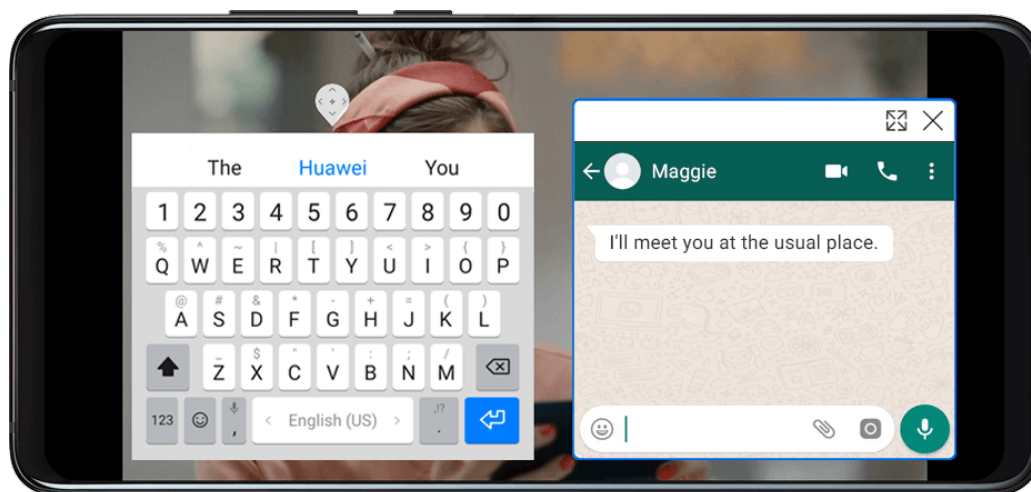 The Huawei You
1 2 3 4 5 6 7 8 9 0
% ^ ~ | [ ] < > { }
Q W E R T Y U I O P
@ # & * - + = ( )
A S D F G H J K L
_ $ " ' : ; /
Z X C V B N M
123 , < English (US) > ,!? .
Maggie
I'll meet you at the usual place.